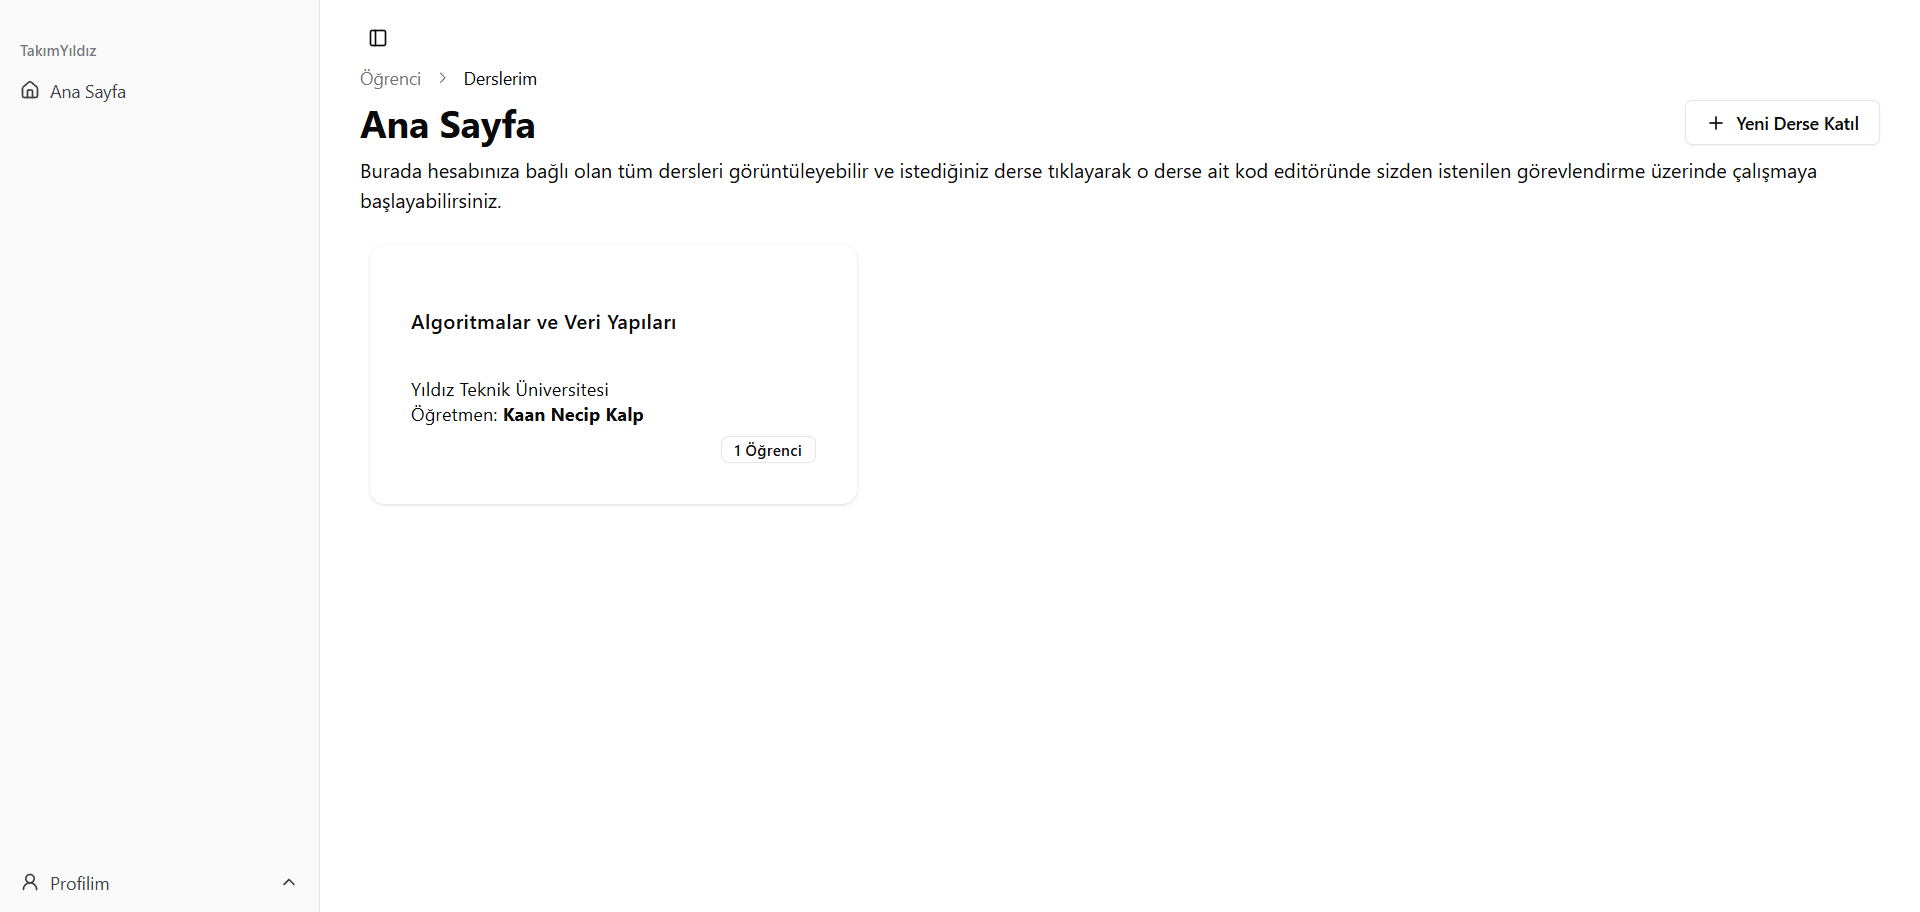 TakımYıldız
Ana Sayfa
Öğrenci > Derslerim
Ana Sayfa
+ Yeni Derse Katıl
Burada hesabınıza bağlı olan tüm dersleri görüntüleyebilir ve istediğiniz derse tıklayarak o derse ait kod editöründe sizden istenilen görevlendirme üzerinde çalışmaya
başlayabilirsiniz.
Algoritmalar ve Veri Yapıları
Yıldız Teknik Üniversitesi
Öğretmen: Kaan Necip Kalp
1 Öğrenci
Profilim